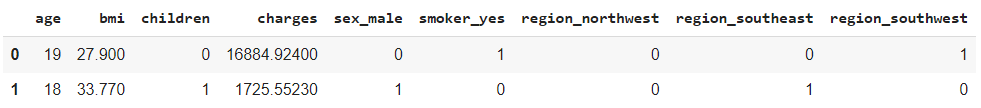 age bmi children charges sex_male smoker_yes region_northwest region_southeast region_southwest
0 19 27.900 0 16884.92400 0 1 0 0 1
1 18 33.770 1 1725.55230 1 0 0 1 0